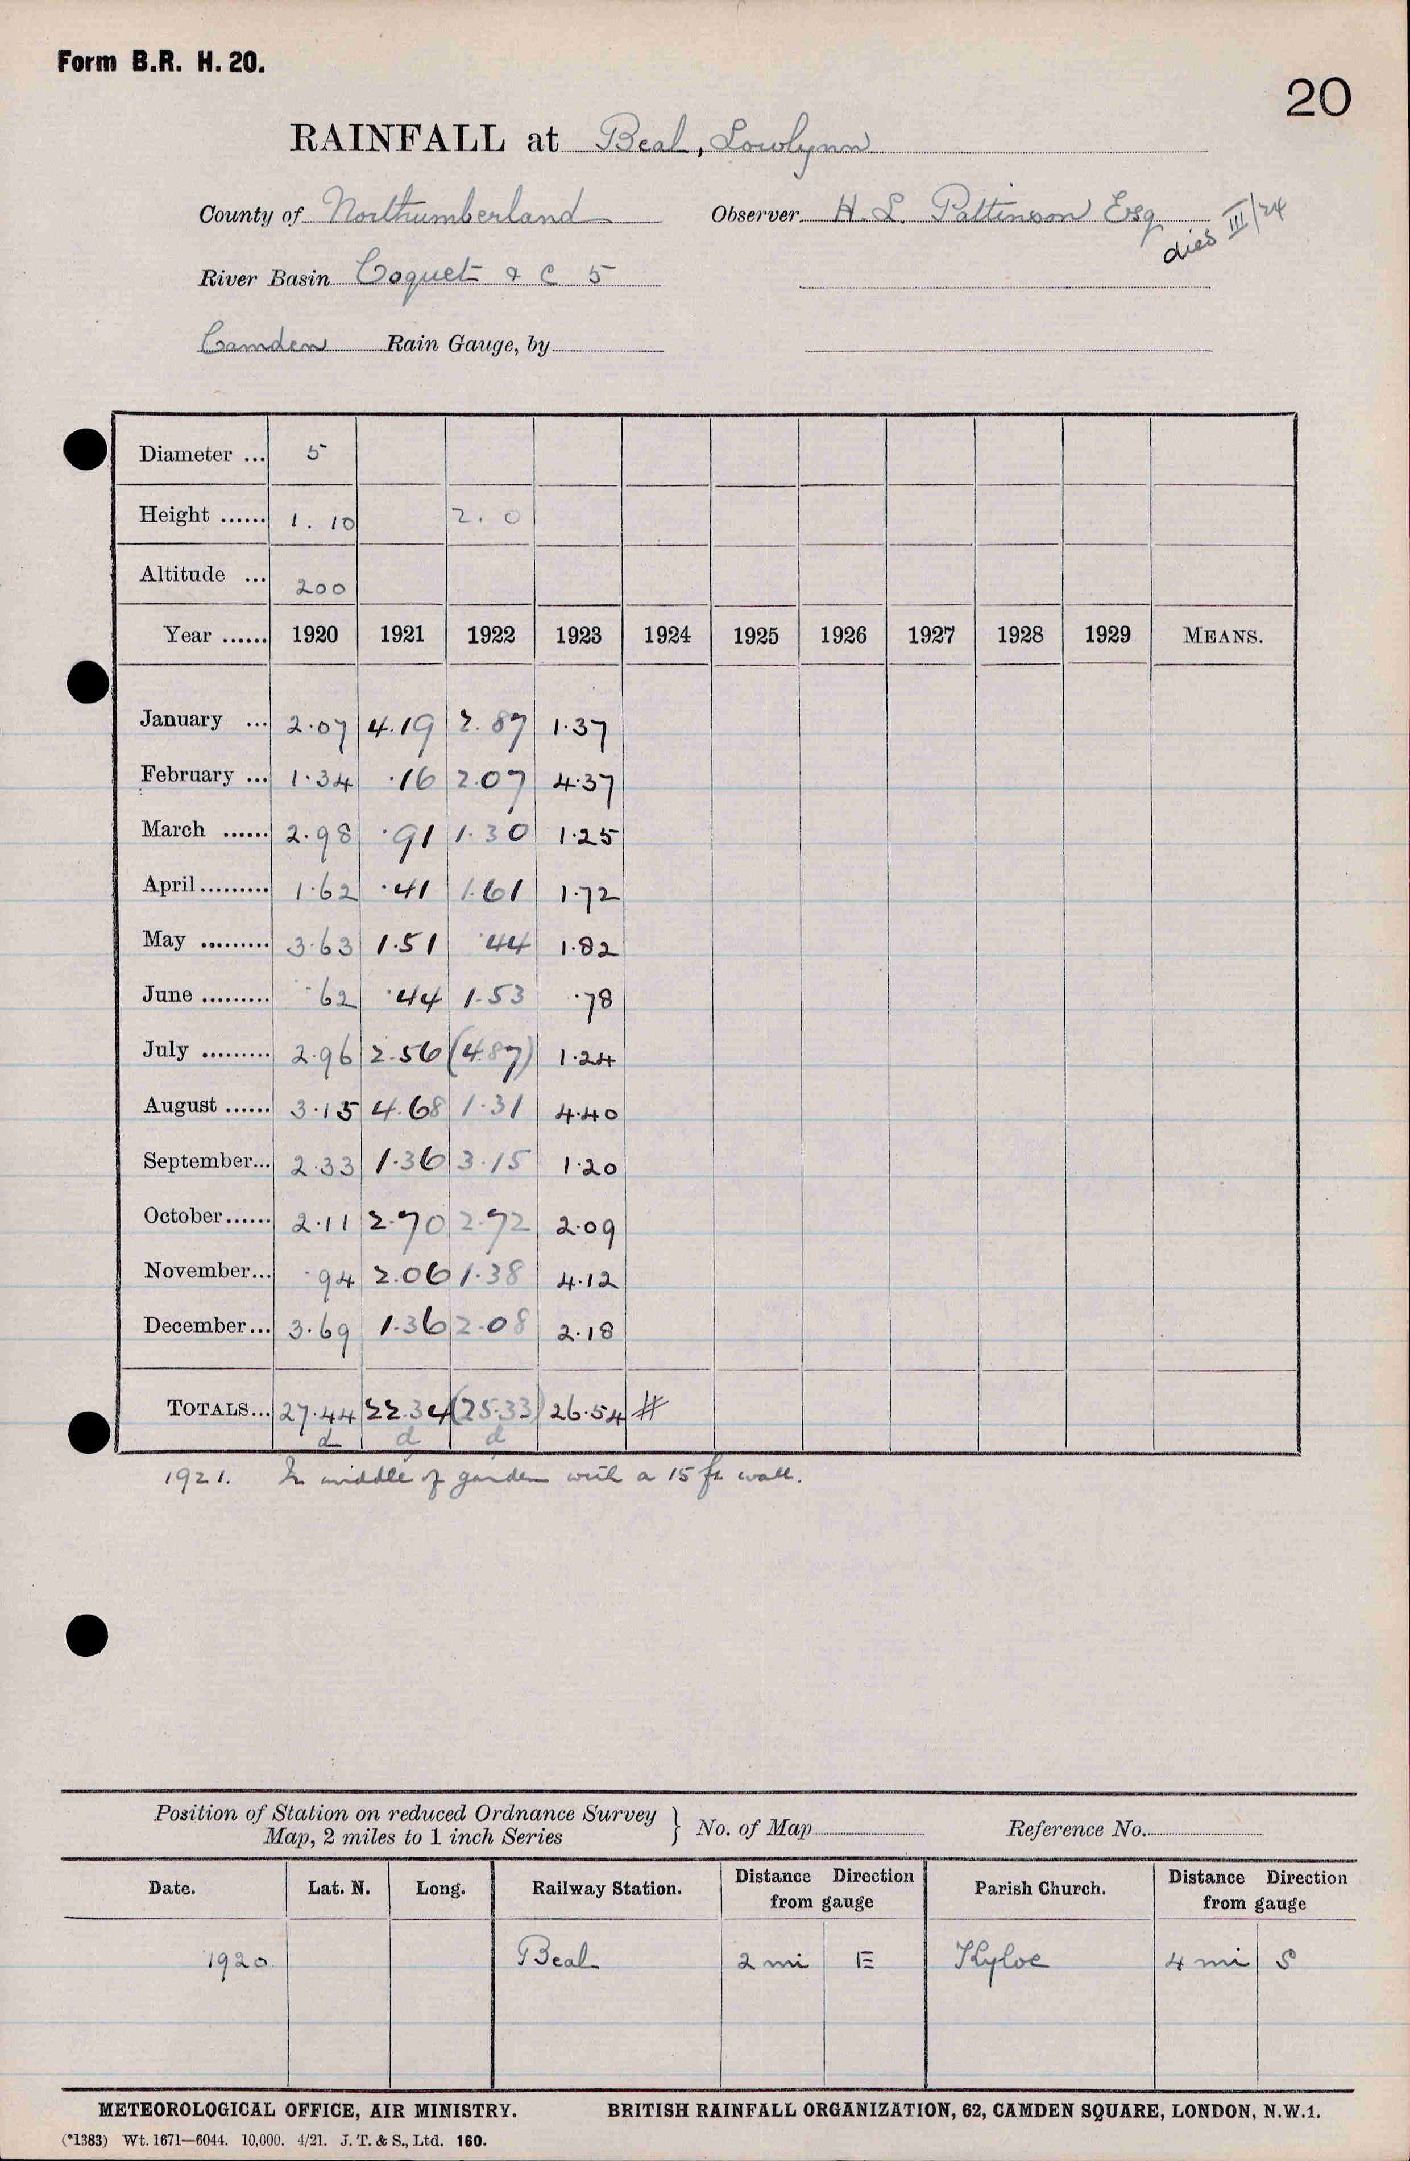 Form B.R. H. 20.
20
RAINFALL at Beal, Lowlynn
County of Northumberland Observer H. L. Pattinson Esq
dies III/24
River Basin Coquet & C 5
Camden Rain Gauge, by
Diameter ... 5
Height ...... 1. 10 2. 0
Altitude ... 200
Year ...... 1920 1921 1922 1923 1924 1925 1926 1927 1928 1929 MEANS.
January ... 2.07 4.19 2.87 1.37
February ... 1.34 .16 2.07 4.37
March ...... 2.98 .91 1.30 1.25
April ......... 1.62 .41 1.61 1.72
May ......... 3.63 1.51 .44 1.82
June ......... .62 .44 1.53 .78
July ......... 2.96 2.56 (4.87) 1.24
August ...... 3.15 4.68 1.31 4.40
September... 2.33 1.36 3.15 1.20
October...... 2.11 2.70 2.72 2.09
November... .94 2.06 1.38 4.12
December... 3.69 1.36 2.08 2.18
TOTALS... 27.44 22.34 (25.33) 26.54 #
d d d
1921. In middle of garden with a 15 ft wall.
Position of Station on reduced Ordnance Survey
Map, 2 miles to 1 inch Series } No. of Map Reference No.
Date. Lat. N. Long. Railway Station. Distance Direction from gauge Parish Church. Distance Direction from gauge
1920 Beal 2 mi E Kyloe 4 mi S
METEOROLOGICAL OFFICE, AIR MINISTRY. BRITISH RAINFALL ORGANIZATION, 62, CAMDEN SQUARE, LONDON, N.W.1.
(*1383) Wt. 1671—6044. 10,000. 4/21. J. T. & S., Ltd. 160.